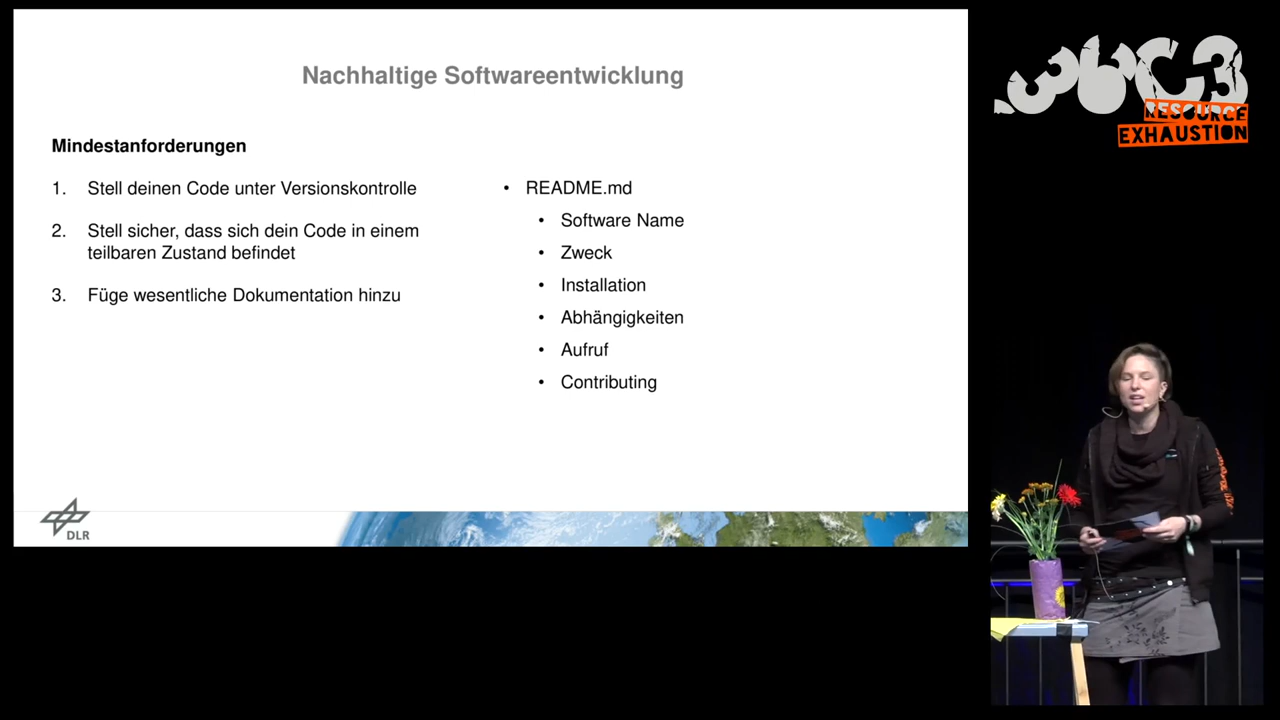 Nachhaltige Softwareentwicklung
Mindestanforderungen
1. Stell deinen Code unter Versionskontrolle
2. Stell sicher, dass sich dein Code in einem
teilbaren Zustand befindet
3. Füge wesentliche Dokumentation hinzu
• README.md
• Software Name
• Zweck
• Installation
• Abhängigkeiten
• Aufruf
• Contributing
DLR
36C3
RESOURCE
EXHAUSTION